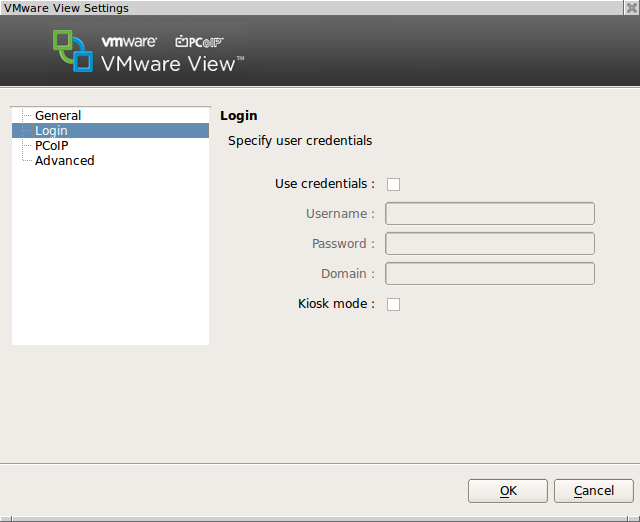 VMware View Settings
vmware PCoIP
VMware View™
General
Login
PCoIP
Advanced
Login
Specify user credentials
Use credentials :
Username :
Password :
Domain :
Kiosk mode :
OK
Cancel